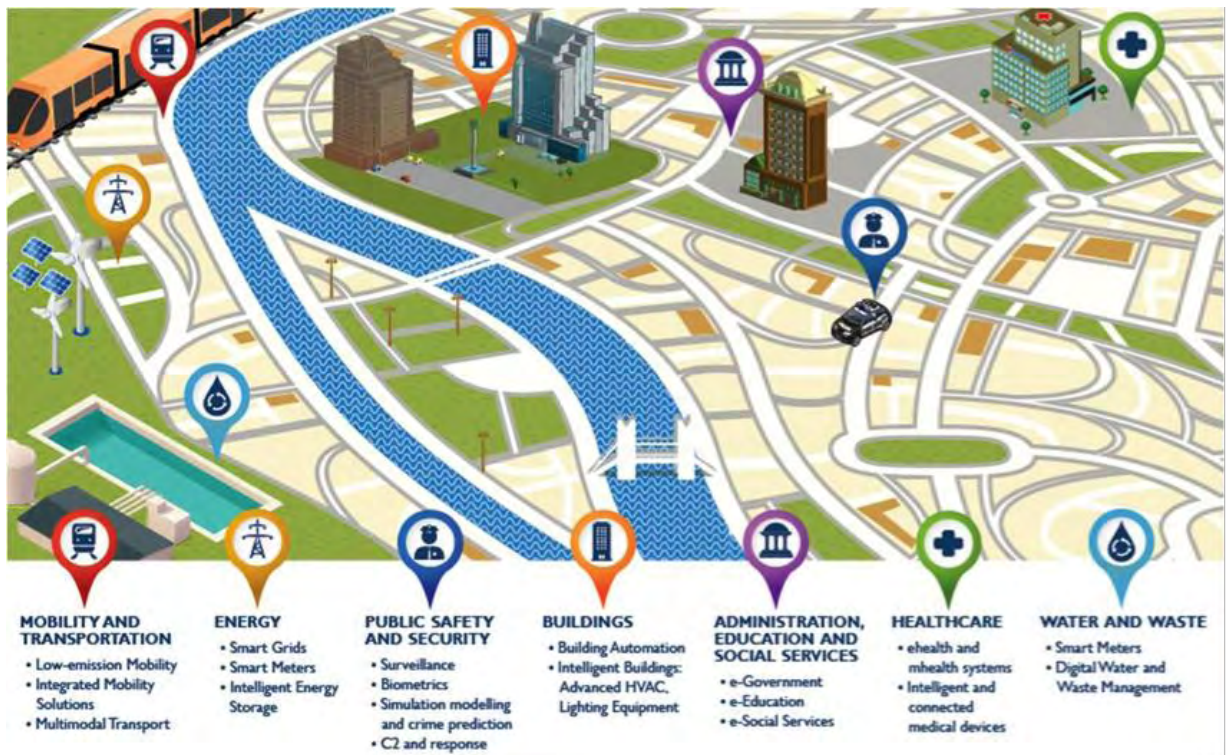 MOBILITY AND
TRANSPORTATION
• Low-emission Mobility
• Integrated Mobility
Solutions
• Multimodal Transport
ENERGY
• Smart Grids
• Smart Meters
• Intelligent Energy
Storage
PUBLIC SAFETY
AND SECURITY
• Surveillance
• Biometrics
• Simulation modelling
and crime prediction
• C2 and response
BUILDINGS
• Building Automation
• Intelligent Buildings:
Advanced HVAC,
Lighting Equipment
ADMINISTRATION,
EDUCATION AND
SOCIAL SERVICES
• e-Government
• e-Education
• e-Social Services
HEALTHCARE
• ehealth and
mhealth systems
• Intelligent and
connected
medical devices
WATER AND WASTE
• Smart Meters
• Digital Water and
Waste Management